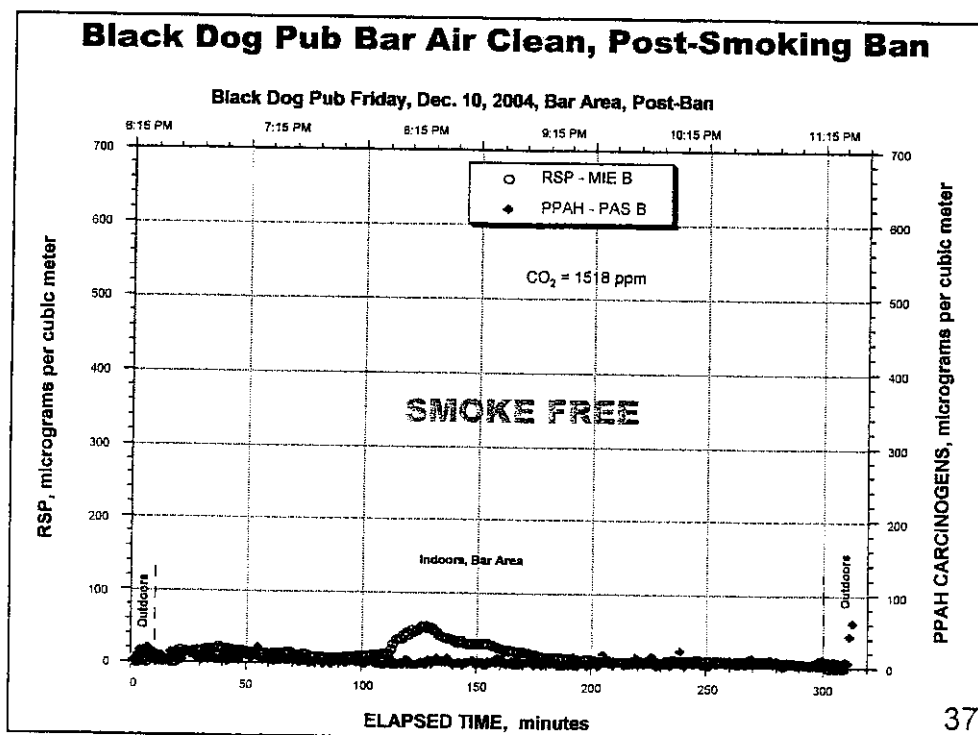 Black Dog Pub Bar Air Clean, Post-Smoking Ban
Black Dog Pub Friday, Dec. 10, 2004, Bar Area, Post-Ban
6:15 PM 7:15 PM 8:15 PM 9:15 PM 10:15 PM 11:15 PM
RSP - MIE B
PPAH - PAS B
CO₂ = 1518 ppm
SMOKE FREE
Indoors, Bar Area
Outdoors
Outdoors
RSP, micrograms per cubic meter
700
600
500
400
300
200
100
0
PPAH CARCINOGENS, micrograms per cubic meter
700
600
500
400
300
200
100
0
0 50 100 150 200 250 300
ELAPSED TIME, minutes
37